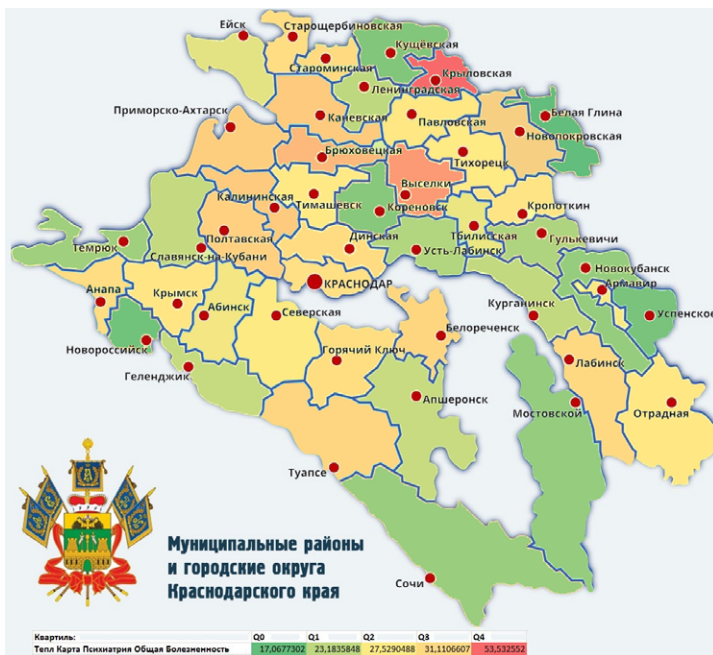 Ейск
Старощербиновская
Кущёвская
Староминская
Крыловская
Ленинградская
Приморско-Ахтарск
Каневская
Павловская
Белая Глина
Новопокровская
Брюховецкая
Тихорецк
Выселки
Калининская
Тимашевск
Кореновск
Кропоткин
Полтавская
Динская
Тбилисская
Гулькевичи
Темрюк
Славянск-на-Кубани
Усть-Лабинск
Новокубанск
КРАСНОДАР
Армавир
Анапа
Крымск
Абинск
Северская
Курганинск
Успенское
Белореченск
Новороссийск
Горячий Ключ
Лабинск
Геленджик
Апшеронск
Мостовской
Отрадная
Туапсе
Сочи
Муниципальные районы
и городские округа
Краснодарского края
Квартиль: Q0 Q1 Q2 Q3 Q4
Тепл Карта Психиатрия Общая Болезненность 17,0677302 23,1835848 27,5290488 31,1106607 53,532552